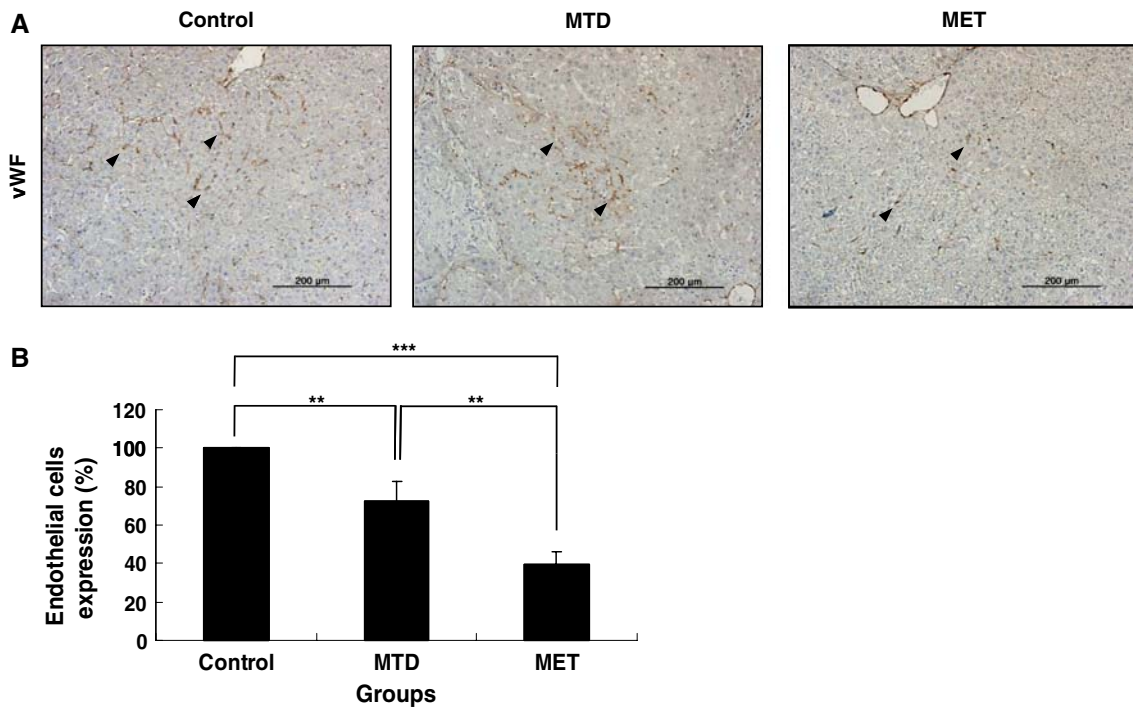 A
Control
MTD
MET
vWF
200 µm
200 µm
200 µm
B
***
**
**
Endothelial cells
expression (%)
120
100
80
60
40
20
0
Control
MTD
MET
Groups